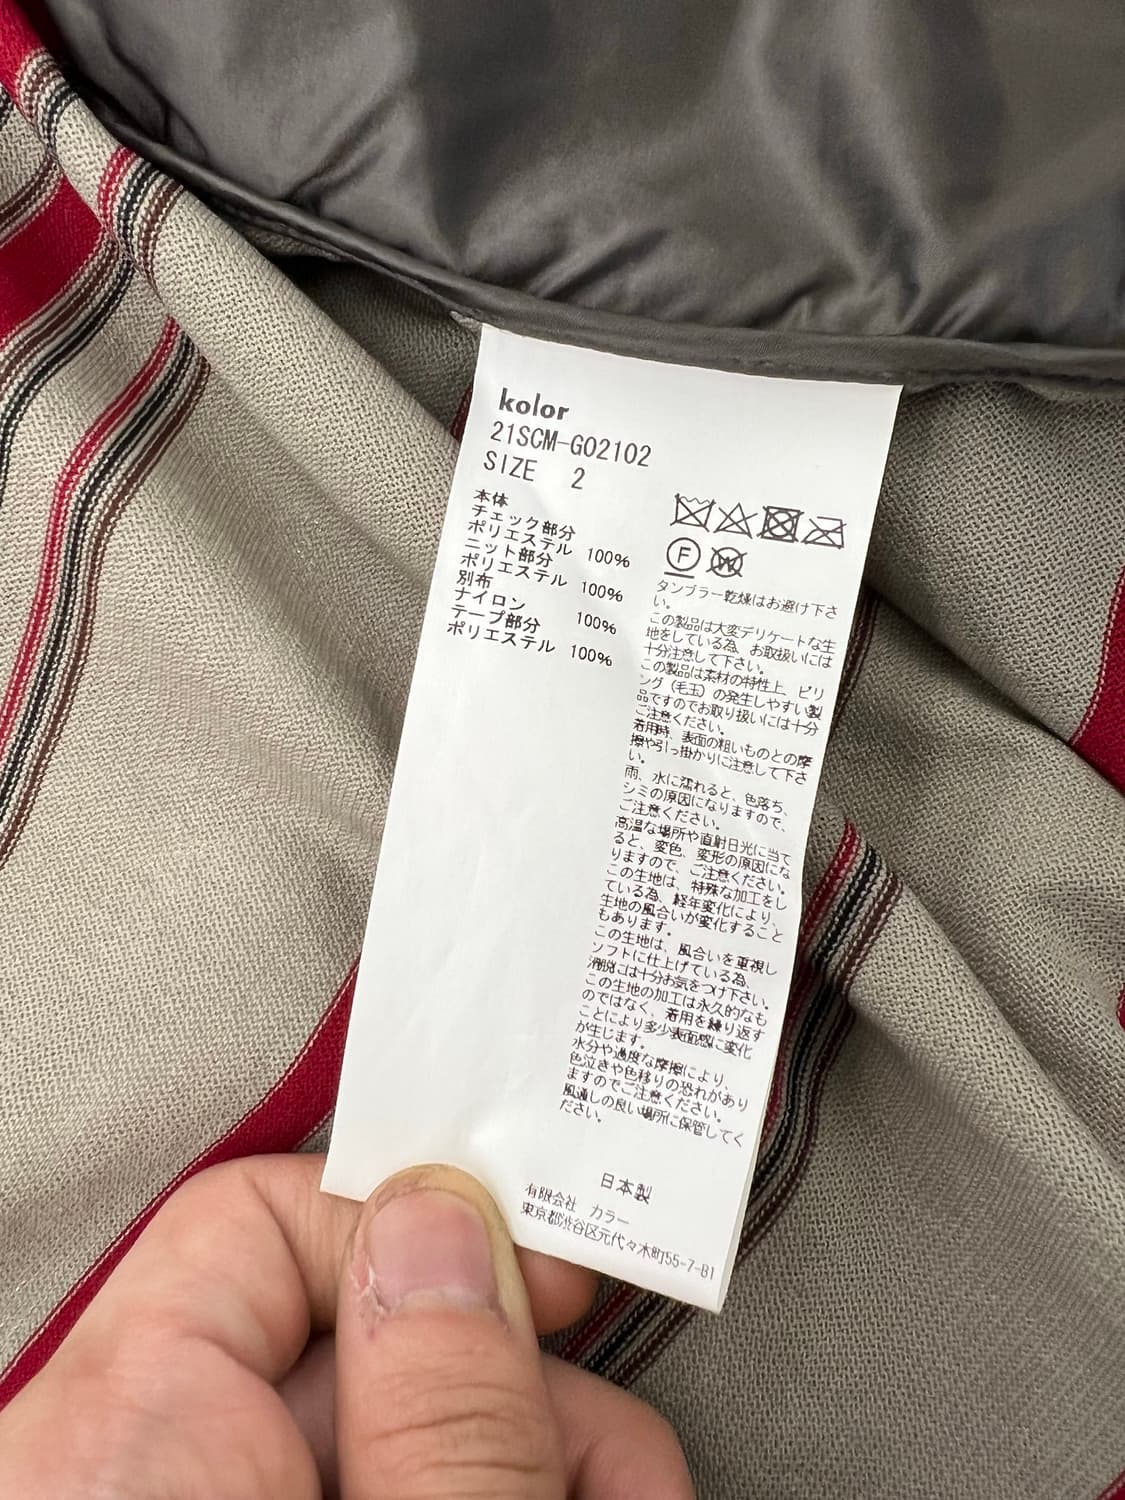 kolor
21SCM-G02102
SIZE 2
本体
チェック部分
ポリエステル 100%
ニット部分
ポリエステル 100%
別布
ナイロン 100%
テープ部分
ポリエステル 100%
F
W
タンブラー乾燥はお避け下さ
い。
この製品は大変デリケートな生
地をしている為、お取扱いには
十分注意して下さい。
この製品は素材の特性上、ピリ
ング(毛玉)の発生しやすい製
品ですのでお取り扱いには十分
ご注意ください。
着用時、表面の粗いものとの摩
擦や引っ掛かりに注意して下さ
い。
雨、水に濡れると、色落ち、
シミの原因になりますので、
ご注意ください。
高温な場所や直射日光に当て
ると、変色、変形の原因にな
りますので、ご注意ください。
この生地は、特殊な加工をし
ている為、経年変化により、
生地の風合いが変化すること
もあります。
この生地は、風合いを重視し
ソフトに仕上げている為、
滑脱には十分お気をつけ下さい。
この生地の加工は永久的なも
のではなく、着用を繰り返す
ことにより多少表面感に変化
が生じます。
水分や過度な摩擦により、
色泣きや色移りの恐れがあり
ますのでご注意ください。
風通しの良い場所に保管してく
ださい。
日本製
有限会社 カラー
東京都渋谷区元代々木町55-7-B1